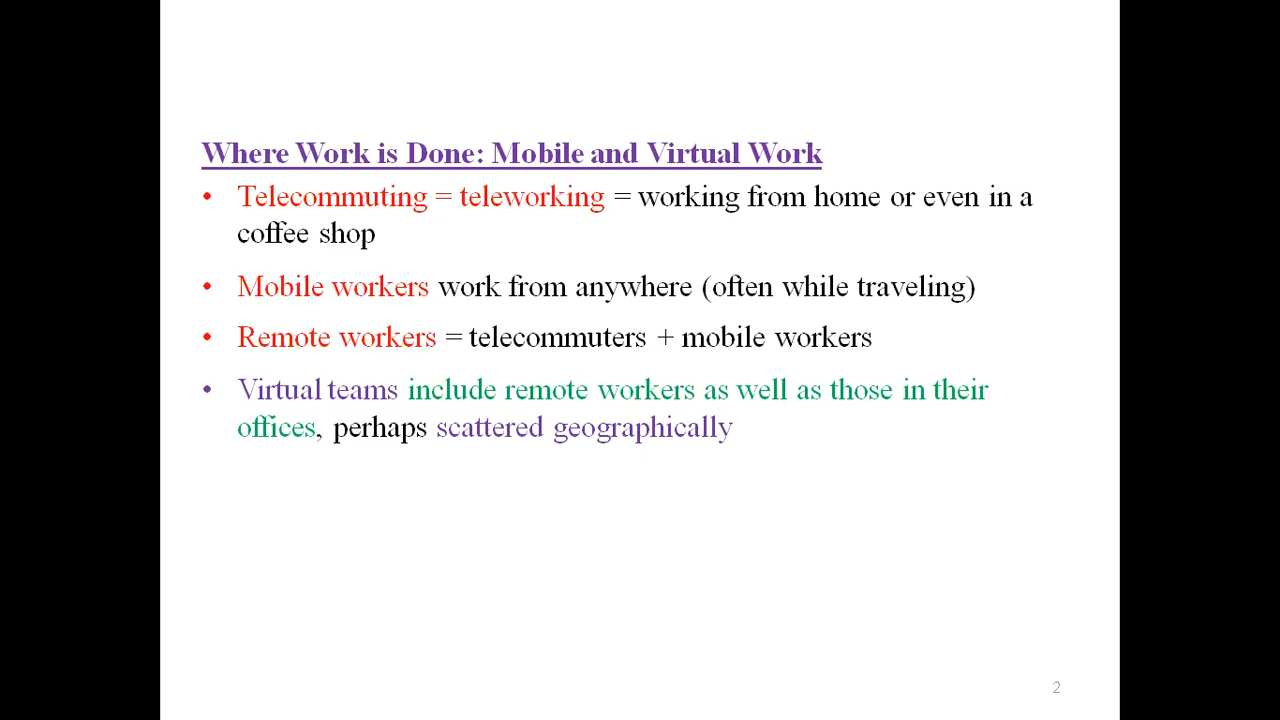 Where Work is Done: Mobile and Virtual Work
• Telecommuting = teleworking = working from home or even in a
coffee shop
• Mobile workers work from anywhere (often while traveling)
• Remote workers = telecommuters + mobile workers
• Virtual teams include remote workers as well as those in their
offices, perhaps scattered geographically
2